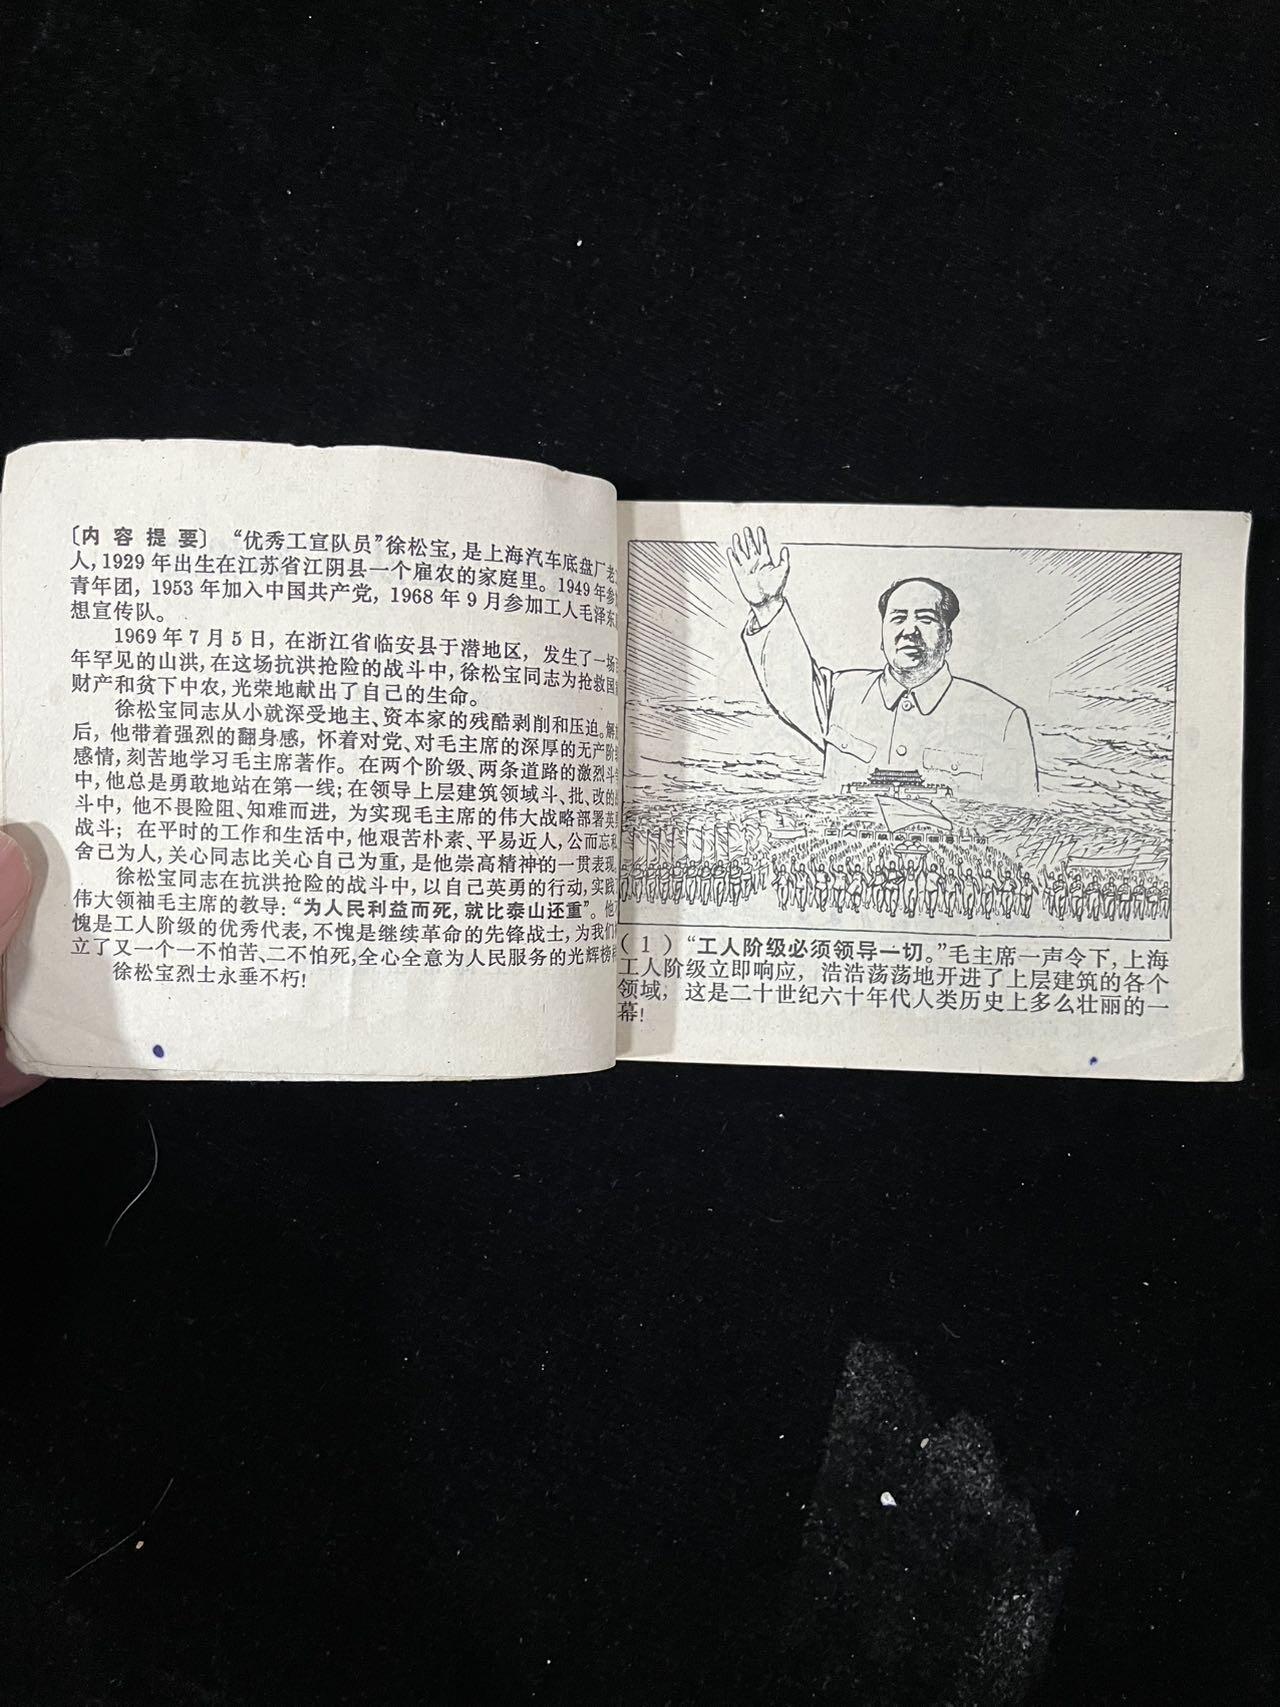 〔内容提要〕 “优秀工宣队员”徐松宝，是上海汽车底盘厂老
人，1929年出生在江苏省江阴县一个雇农的家庭里。1949年参
青年团，1953年加入中国共产党，1968年9月参加工人毛泽东
想宣传队。
1969年7月5日，在浙江省临安县于潜地区，发生了一场
年罕见的山洪，在这场抗洪抢险的战斗中，徐松宝同志为抢救国
财产和贫下中农，光荣地献出了自己的生命。
徐松宝同志从小就深受地主、资本家的残酷剥削和压迫。解
后，他带着强烈的翻身感，怀着对党、对毛主席的深厚的无产阶
感情，刻苦地学习毛主席著作。在两个阶级、两条道路的激烈斗
中，他总是勇敢地站在第一线；在领导上层建筑领域斗、批、改的
斗中，他不畏险阻、知难而进，为实现毛主席的伟大战略部署英
战斗；在平时的工作和生活中，他艰苦朴素、平易近人，公而忘
舍己为人，关心同志比关心自己为重，是他崇高精神的一贯表现。
徐松宝同志在抗洪抢险的战斗中，以自己英勇的行动，实践
伟大领袖毛主席的教导：“为人民利益而死，就比泰山还重”。他
愧是工人阶级的优秀代表，不愧是继续革命的先锋战士，为我们
立了又一个一不怕苦、二不怕死，全心全意为人民服务的光辉榜
徐松宝烈士永垂不朽！
（1）“工人阶级必须领导一切。”毛主席一声令下，上海
工人阶级立即响应，浩浩荡荡地开进了上层建筑的各个
领域，这是二十世纪六十年代人类历史上多么壮丽的一
幕！